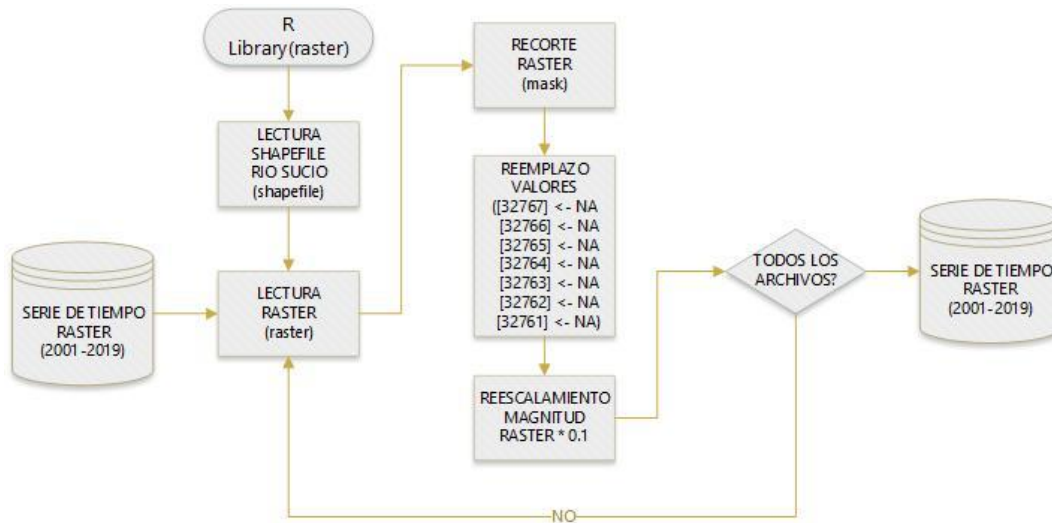 R
Library(raster)
LECTURA
SHAPEFILE
RIO SUCIO
(shapefile)
SERIE DE TIEMPO
RASTER
(2001-2019)
LECTURA
RASTER
(raster)
RECORTE
RASTER
(mask)
REEMPLAZO
VALORES
([32767] <- NA
[32766] <- NA
[32765] <- NA
[32764] <- NA
[32763] <- NA
[32762] <- NA
[32761] <- NA)
REESCALAMIENTO
MAGNITUD
RASTER * 0.1
TODOS LOS
ARCHIVOS?
SERIE DE TIEMPO
RASTER
(2001-2019)
NO